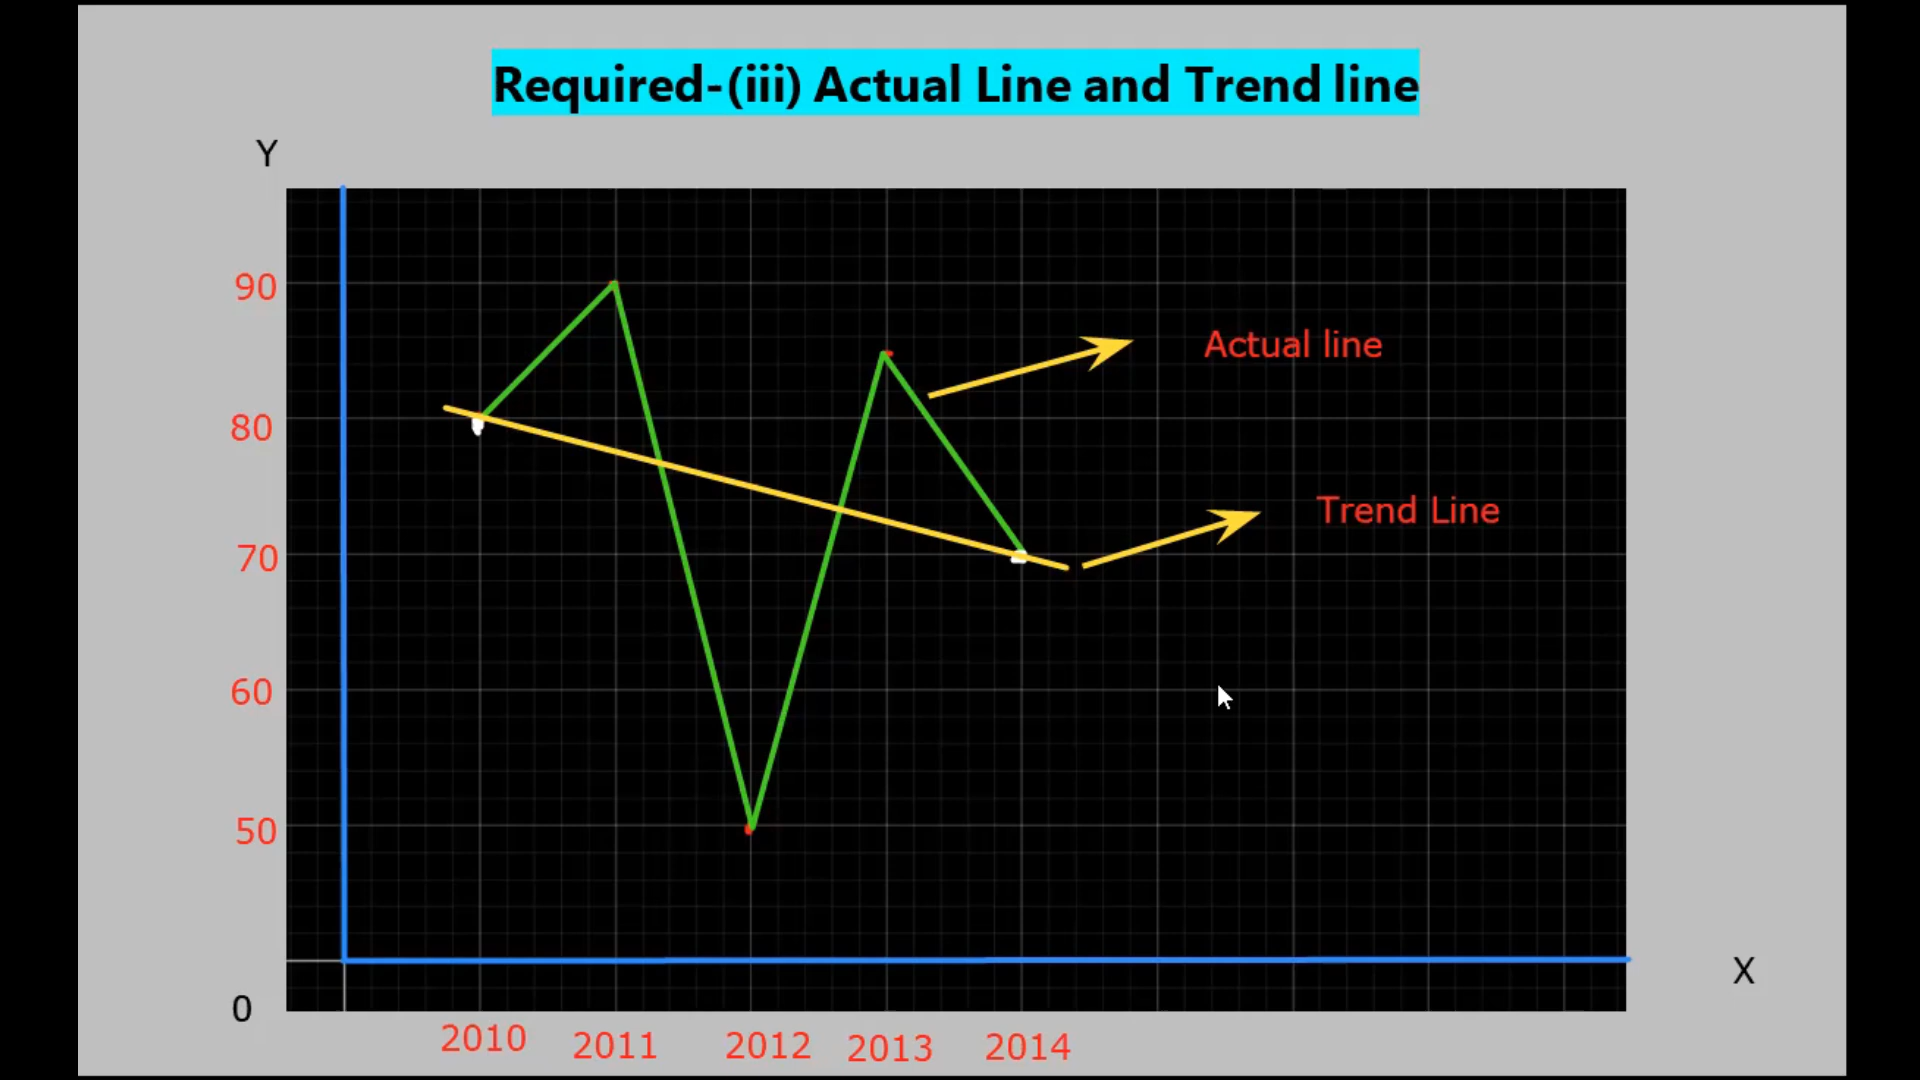 Required-(iii) Actual Line and Trend line
Y
90
Actual line
80
Trend Line
70
60
50
X
0
2010 2011 2012 2013 2014